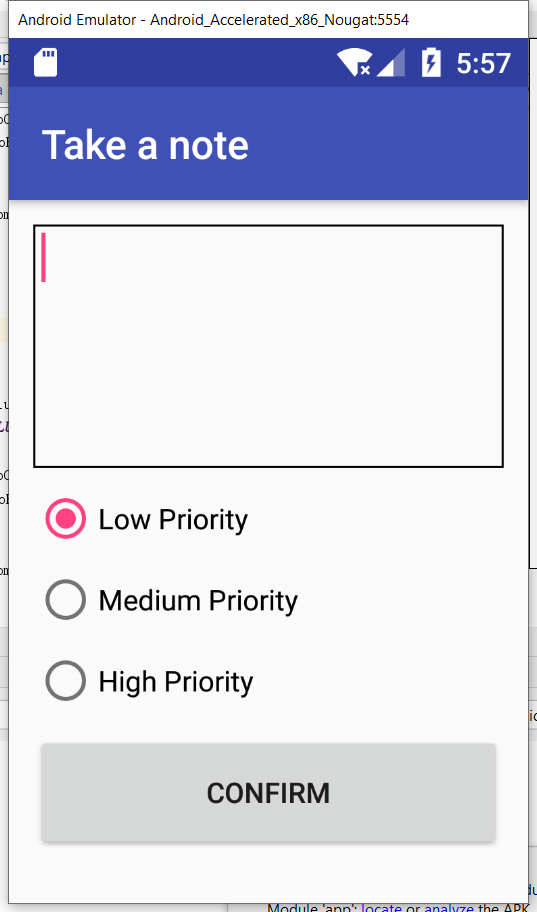 Android Emulator - Android_Accelerated_x86_Nougat:5554
5:57
Take a note
Low Priority
Medium Priority
High Priority
CONFIRM
Module 'app': locate or analyze the APK